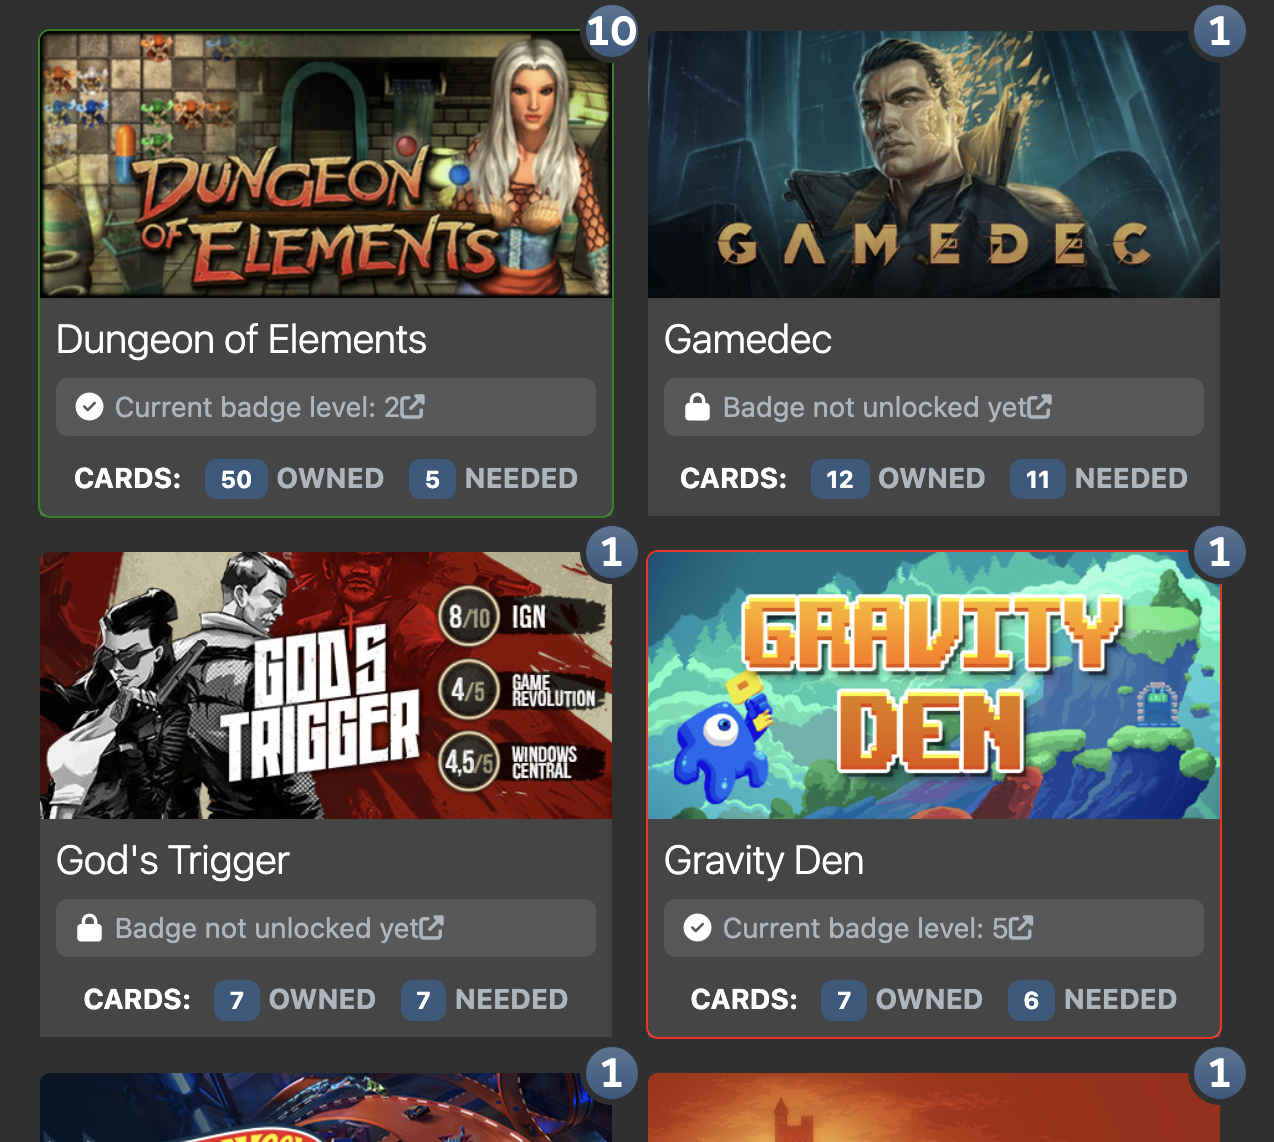 10
DUNGEON
OF ELEMENTS
Dungeon of Elements
Current badge level: 2
CARDS: 50 OWNED 5 NEEDED
1
GAMEDEC
Gamedec
Badge not unlocked yet
CARDS: 12 OWNED 11 NEEDED
1
GOD'S
TRIGGER
8/10 IGN
4/5 GAME
REVOLUTION
4,5/5 WINDOWS
CENTRAL
God's Trigger
Badge not unlocked yet
CARDS: 7 OWNED 7 NEEDED
1
GRAVITY
DEN
Gravity Den
Current badge level: 5
CARDS: 7 OWNED 6 NEEDED
1
1